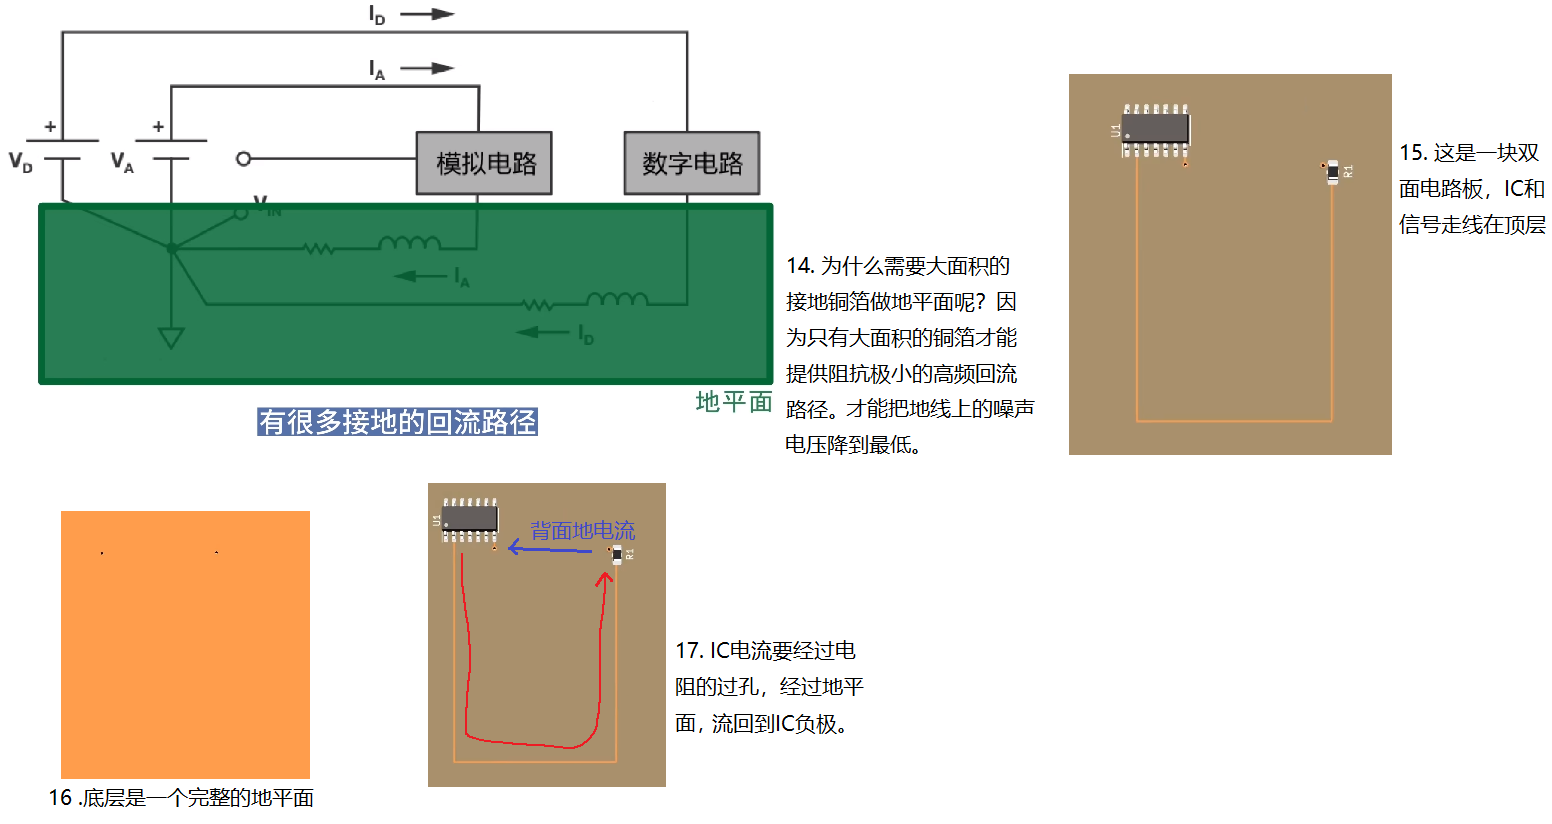 I_D
I_A
+
+
V_D
V_A
模拟电路
数字电路
V_IN
I_A
I_D
地平面
有很多接地的回流路径
14. 为什么需要大面积的
接地铜箔做地平面呢？因
为只有大面积的铜箔才能
提供阻抗极小的高频回流
路径。才能把地线上的噪声
电压降到最低。
U1
R1
15. 这是一块双
面电路板，IC和
信号走线在顶层
16 .底层是一个完整的地平面
U1
背面地电流
R1
17. IC电流要经过电
阻的过孔，经过地平
面，流回到IC负极。